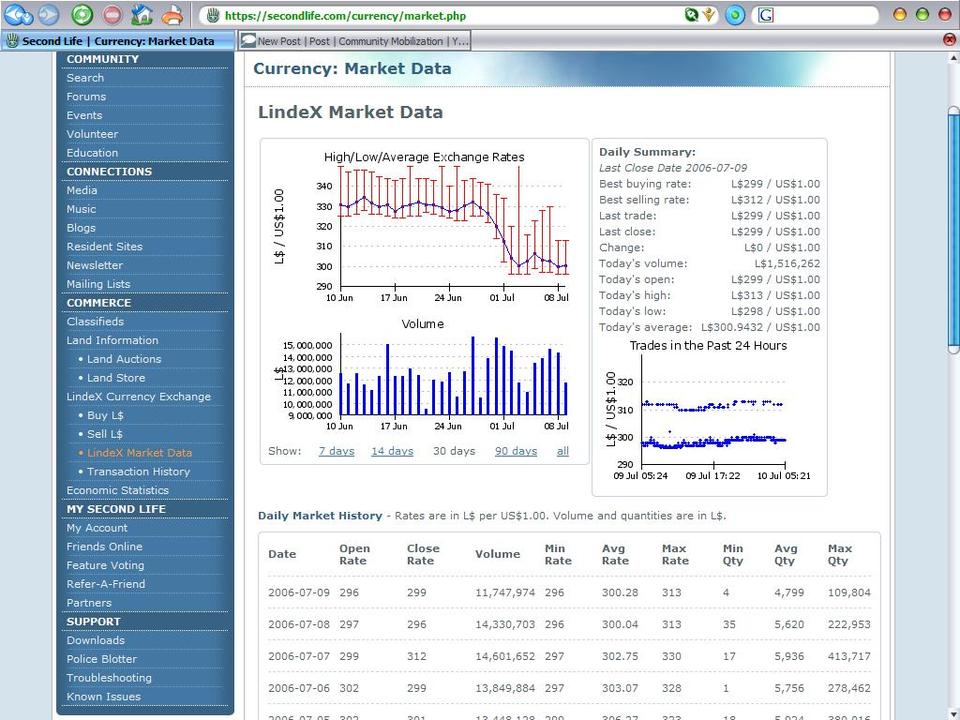 https://secondlife.com/currency/market.php
G
Second Life | Currency: Market Data
New Post | Post | Community Mobilization | Y...
COMMUNITY
Search
Forums
Events
Volunteer
Education
CONNECTIONS
Media
Music
Blogs
Resident Sites
Newsletter
Mailing Lists
COMMERCE
Classifieds
Land Information
• Land Auctions
• Land Store
LindeX Currency Exchange
• Buy L$
• Sell L$
• LindeX Market Data
• Transaction History
Economic Statistics
MY SECOND LIFE
My Account
Friends Online
Feature Voting
Refer-A-Friend
Partners
SUPPORT
Downloads
Police Blotter
Troubleshooting
Known Issues
Currency: Market Data
LindeX Market Data
High/Low/Average Exchange Rates
L$ / US$1.00
340
330
320
310
300
290
10 Jun 17 Jun 24 Jun 01 Jul 08 Jul
Volume
L$
15,000,000
14,000,000
13,000,000
12,000,000
11,000,000
10,000,000
9,000,000
10 Jun 17 Jun 24 Jun 01 Jul 08 Jul
Show: 7 days 14 days 30 days 90 days all
Daily Summary:
Last Close Date 2006-07-09
Best buying rate: L$299 / US$1.00
Best selling rate: L$312 / US$1.00
Last trade: L$299 / US$1.00
Last close: L$299 / US$1.00
Change: L$0 / US$1.00
Today's volume: L$1,516,262
Today's open: L$299 / US$1.00
Today's high: L$313 / US$1.00
Today's low: L$298 / US$1.00
Today's average: L$300.9432 / US$1.00
Trades in the Past 24 Hours
L$ / US$1.00
320
310
300
290
09 Jul 05:24 09 Jul 17:22 10 Jul 05:21
Daily Market History - Rates are in L$ per US$1.00. Volume and quantities are in L$.
Date Open Rate Close Rate Volume Min Rate Avg Rate Max Rate Min Qty Avg Qty Max Qty
2006-07-09 296 299 11,747,974 296 300.28 313 4 4,799 109,804
2006-07-08 297 296 14,330,703 296 300.04 313 35 5,620 222,953
2006-07-07 299 312 14,601,652 297 302.75 330 17 5,936 413,717
2006-07-06 302 299 13,849,884 297 303.07 328 1 5,756 278,462